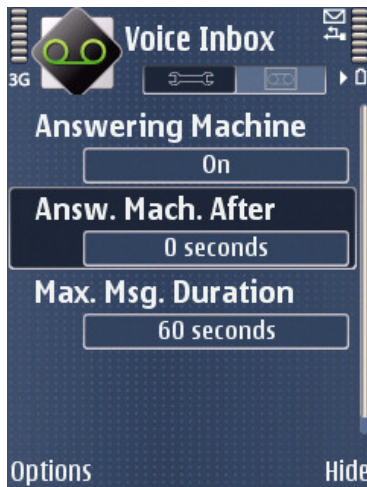 Voice Inbox
3G
Answering Machine
On
Answ. Mach. After
0 seconds
Max. Msg. Duration
60 seconds
Options Hide